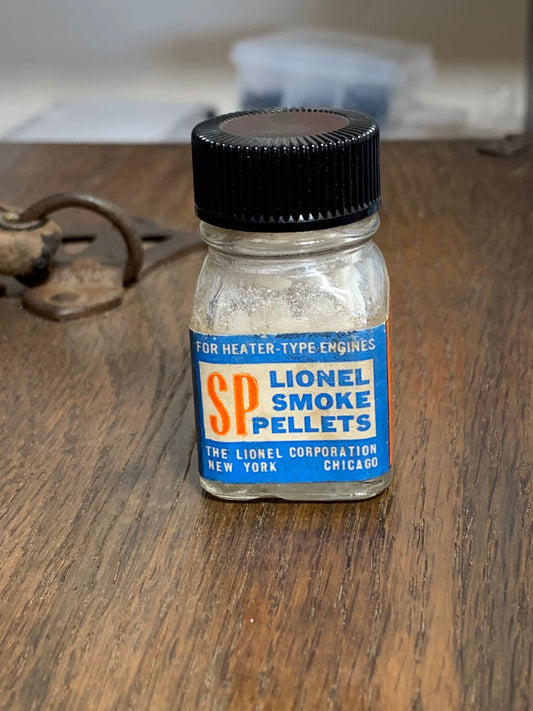 FOR HEATER-TYPE ENGINES
SP
LIONEL
SMOKE
PELLETS
THE LIONEL CORPORATION
NEW YORK CHICAGO